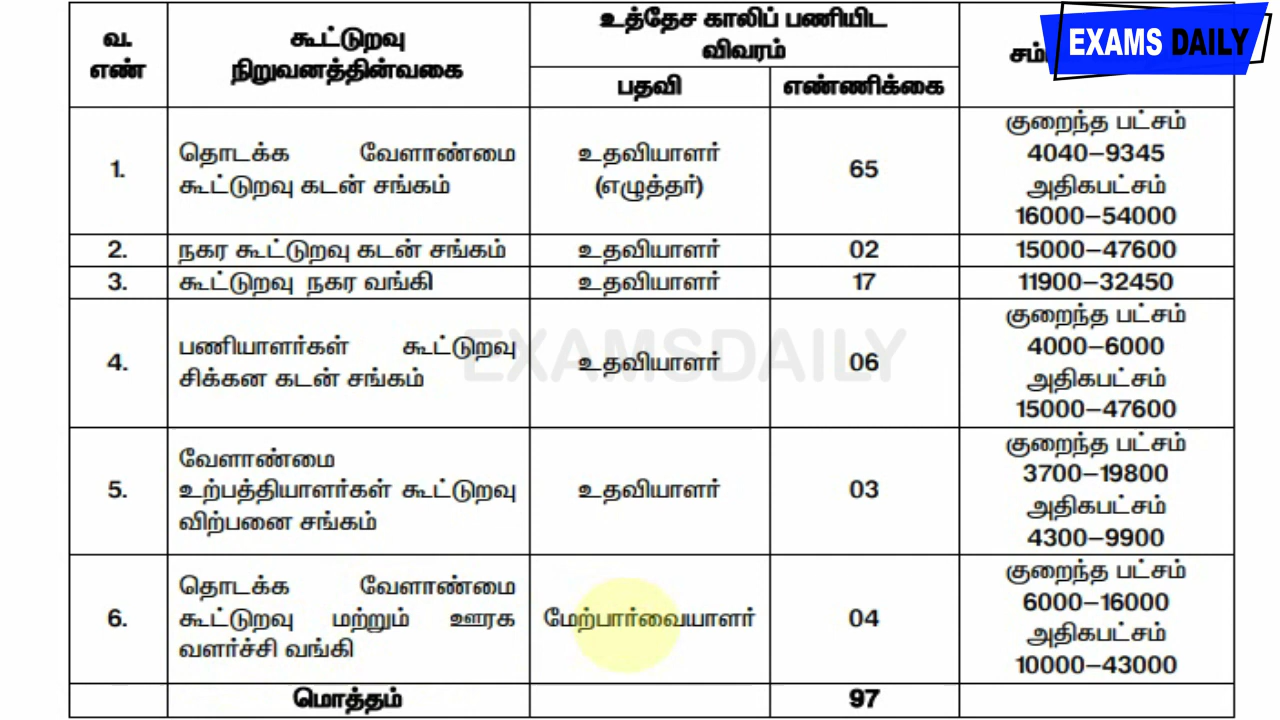 வ.
எண்
கூட்டுறவு
நிறுவனத்தின்வகை
உத்தேச காலிப் பணியிட
விவரம்
பதவி
எண்ணிக்கை
EXAMS DAILY
1.
தொடக்க வேளாண்மை
கூட்டுறவு கடன் சங்கம்
உதவியாளர்
(எழுத்தர்)
65
குறைந்த பட்சம்
4040–9345
அதிகபட்சம்
16000–54000
2.
நகர கூட்டுறவு கடன் சங்கம்
உதவியாளர்
02
15000–47600
3.
கூட்டுறவு நகர வங்கி
உதவியாளர்
17
11900–32450
4.
பணியாளர்கள் கூட்டுறவு
சிக்கன கடன் சங்கம்
உதவியாளர்
06
குறைந்த பட்சம்
4000–6000
அதிகபட்சம்
15000–47600
EXAMSDAILY
5.
வேளாண்மை
உற்பத்தியாளர்கள் கூட்டுறவு
விற்பனை சங்கம்
உதவியாளர்
03
குறைந்த பட்சம்
3700–19800
அதிகபட்சம்
4300–9900
6.
தொடக்க வேளாண்மை
கூட்டுறவு மற்றும் ஊரக
வளர்ச்சி வங்கி
மேற்பார்வையாளர்
04
குறைந்த பட்சம்
6000–16000
அதிகபட்சம்
10000–43000
மொத்தம்
97